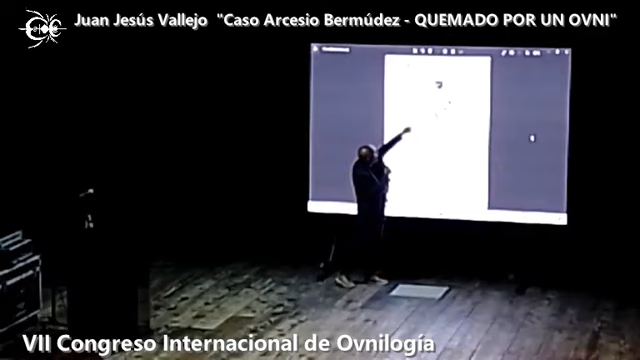 Juan Jesús Vallejo "Caso Arcesio Bermúdez - QUEMADO POR UN OVNI"
VII Congreso Internacional de Ovnilogía